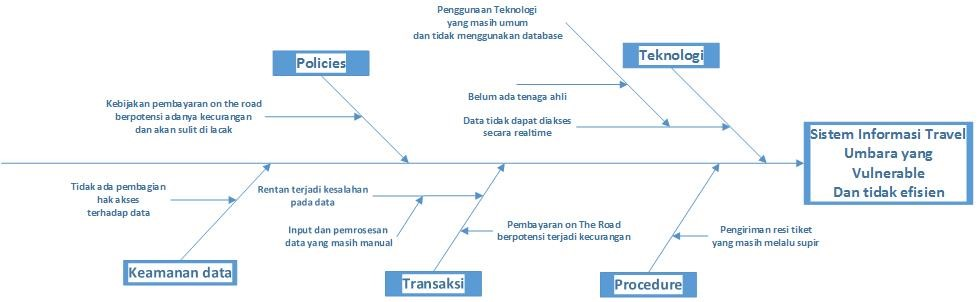 Penggunaan Teknologi
yang masih umum
dan tidak menggunakan database
Policies
Teknologi
Kebijakan pembayaran on the road
berpotensi adanya kecurangan
dan akan sulit di lacak
Belum ada tenaga ahli
Data tidak dapat diakses
secara realtime
Sistem Informasi Travel
Umbara yang
Vulnerable
Dan tidak efisien
Tidak ada pembagian
hak akses
terhadap data
Rentan terjadi kesalahan
pada data
Input dan pemrosesan
data yang masih manual
Pembayaran on The Road
berpotensi terjadi kecurangan
Pengiriman resi tiket
yang masih melalu supir
Keamanan data
Transaksi
Procedure